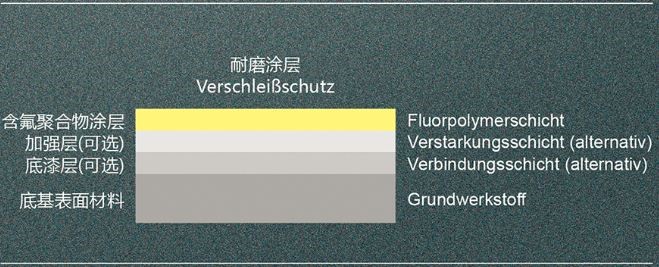 耐磨涂层
Verschleißschutz
含氟聚合物涂层 Fluorpolymerschicht
加强层(可选) Verstarkungsschicht (alternativ)
底漆层(可选) Verbindungsschicht (alternativ)
底基表面材料 Grundwerkstoff